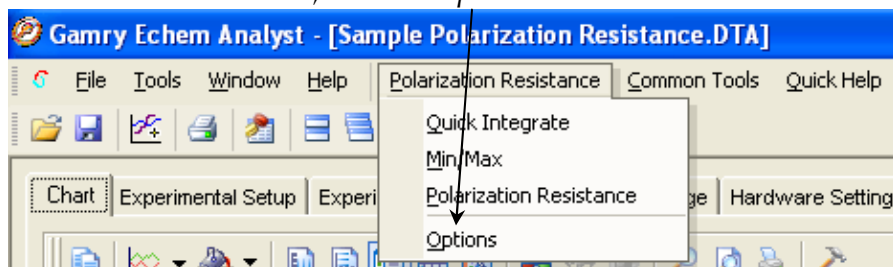 Gamry Echem Analyst - [Sample Polarization Resistance.DTA]
File Tools Window Help Polarization Resistance Common Tools Quick Help
Quick Integrate
Min/Max
Polarization Resistance
Options
Chart Experimental Setup Hardware